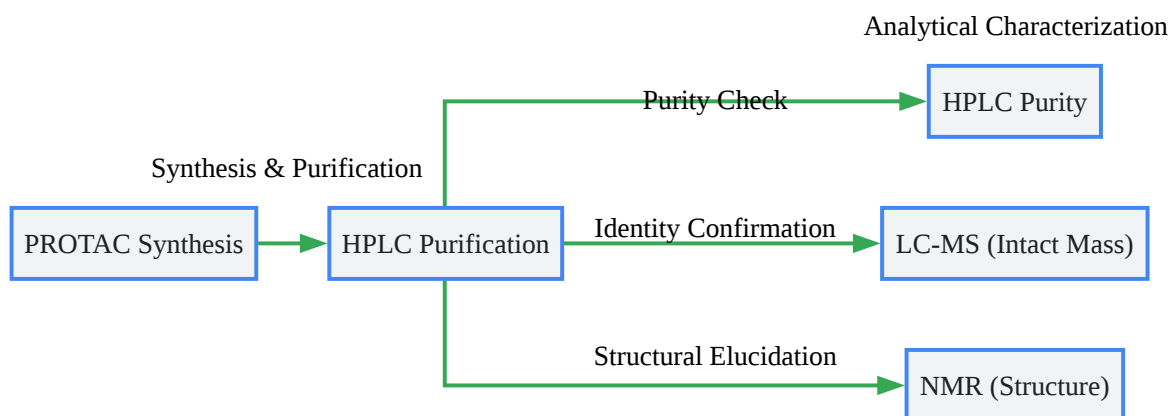 Analytical Characterization
Purity Check
HPLC Purity
Synthesis & Purification
PROTAC Synthesis
HPLC Purification
Identity Confirmation
LC-MS (Intact Mass)
Structural Elucidation
NMR (Structure)